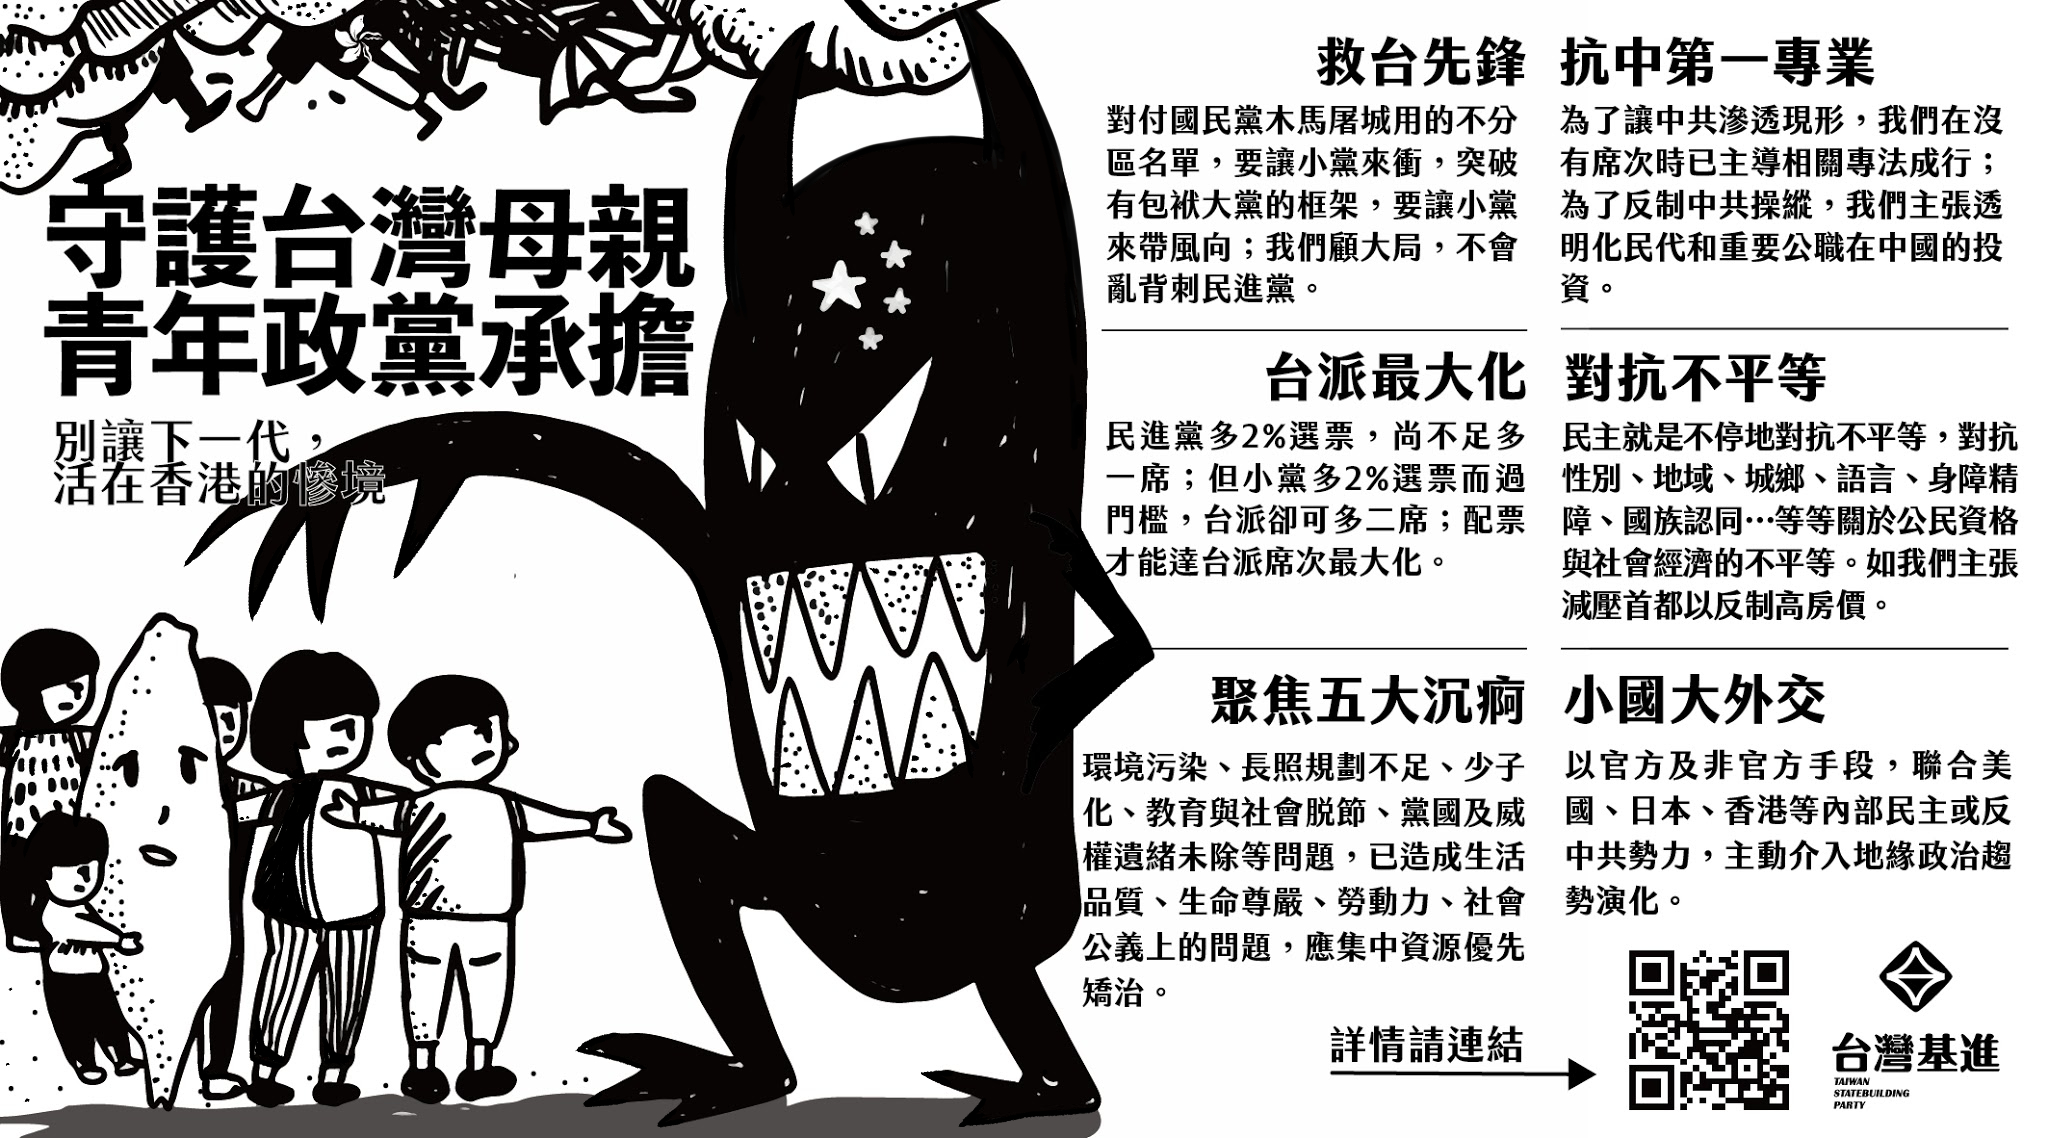 守護台灣母親
青年政黨承擔
別讓下一代，
活在香港的慘境
救台先鋒
對付國民黨木馬屠城用的不分
區名單，要讓小黨來衝，突破
有包袱大黨的框架，要讓小黨
來帶風向；我們顧大局，不會
亂背刺民進黨。
抗中第一專業
為了讓中共滲透現形，我們在沒
有席次時已主導相關專法成行；
為了反制中共操縱，我們主張透
明化民代和重要公職在中國的投
資。
台派最大化
民進黨多2%選票，尚不足多
一席；但小黨多2%選票而過
門檻，台派卻可多二席；配票
才能達台派席次最大化。
對抗不平等
民主就是不停地對抗不平等，對抗
性別、地域、城鄉、語言、身障精
障、國族認同⋯等等關於公民資格
與社會經濟的不平等。如我們主張
減壓首都以反制高房價。
聚焦五大沉痾
環境污染、長照規劃不足、少子
化、教育與社會脫節、黨國及威
權遺緒未除等問題，已造成生活
品質、生命尊嚴、勞動力、社會
公義上的問題，應集中資源優先
矯治。
小國大外交
以官方及非官方手段，聯合美
國、日本、香港等內部民主或反
中共勢力，主動介入地緣政治趨
勢演化。
詳情請連結
台灣基進
TAIWAN
STATEBUILDING
PARTY